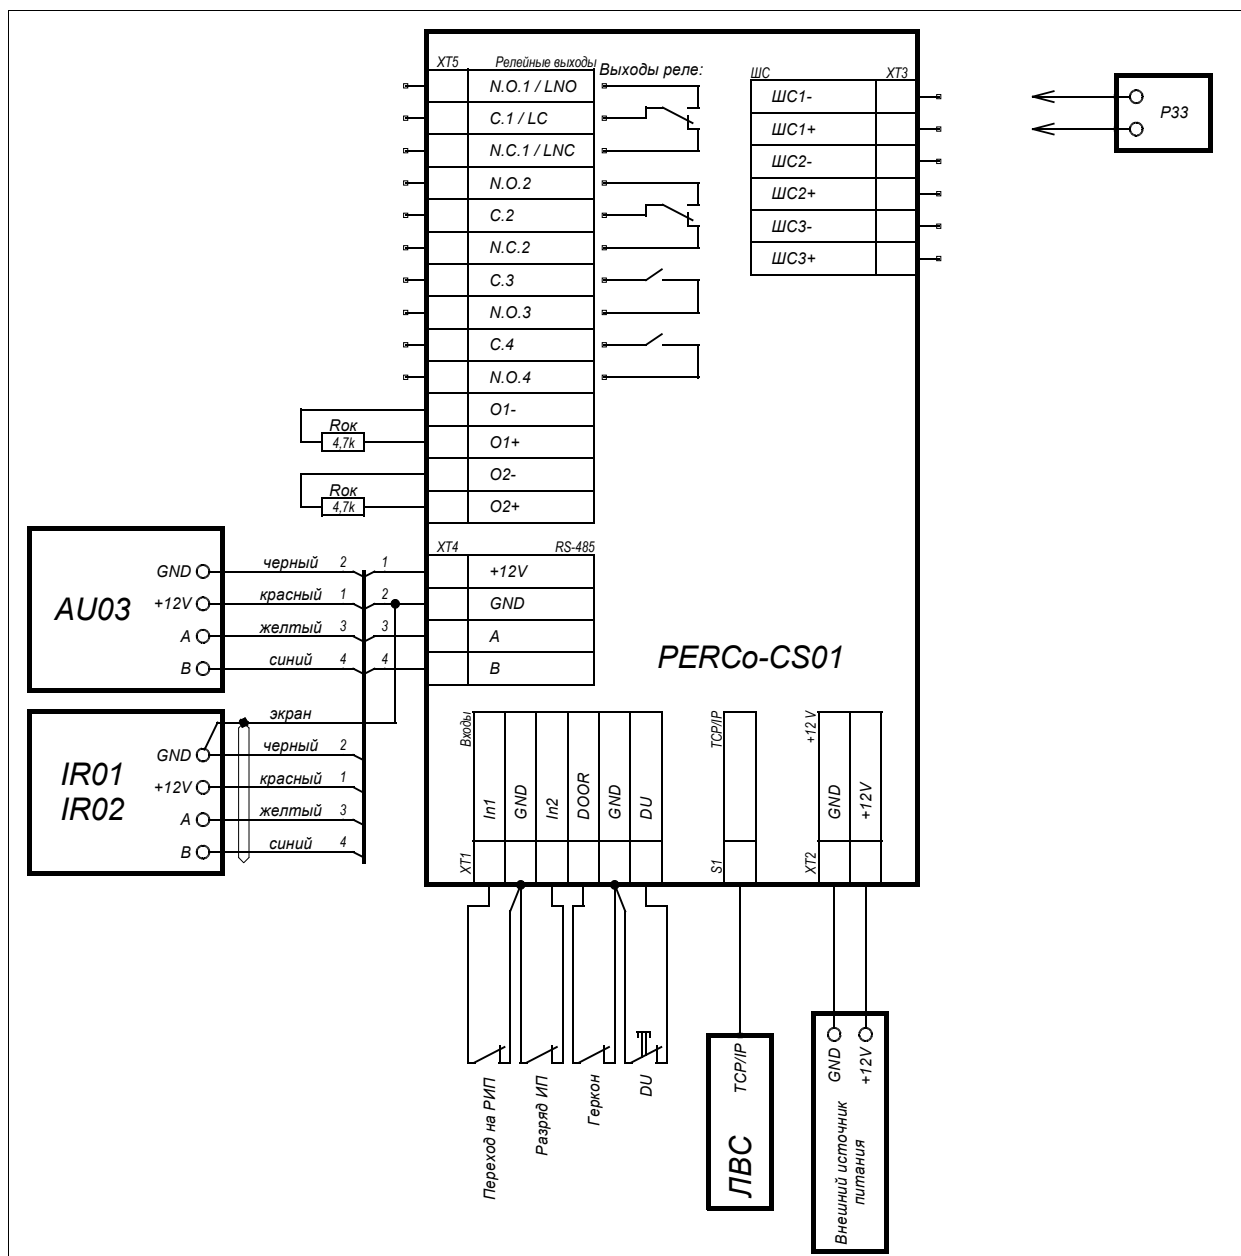 XT5 Релейные выходы
N.O.1 / LNO
C.1 / LC
N.C.1 / LNC
N.O.2
C.2
N.C.2
C.3
N.O.3
C.4
N.O.4
O1-
O1+
O2-
O2+
Выходы реле:
ШС XT3
ШС1-
ШС1+
ШС2-
ШС2+
ШС3-
ШС3+
P33
Rок
4,7k
Rок
4,7k
XT4 RS-485
+12V
GND
A
B
AU03
GND черный 2 1
+12V красный 1 2
A желтый 3 3
B синий 4 4
IR01
IR02
экран
GND черный 2
+12V красный 1
A желтый 3
B синий 4
PERCo-CS01
Входы
XT1
In1
GND
In2
DOOR
GND
DU
TCP/IP
S1
+12 V
XT2
GND
+12V
Переход на РИП
Разряд ИП
Геркон
DU
ЛВС
TCP/IP
GND
+12V
Внешний источник
питания